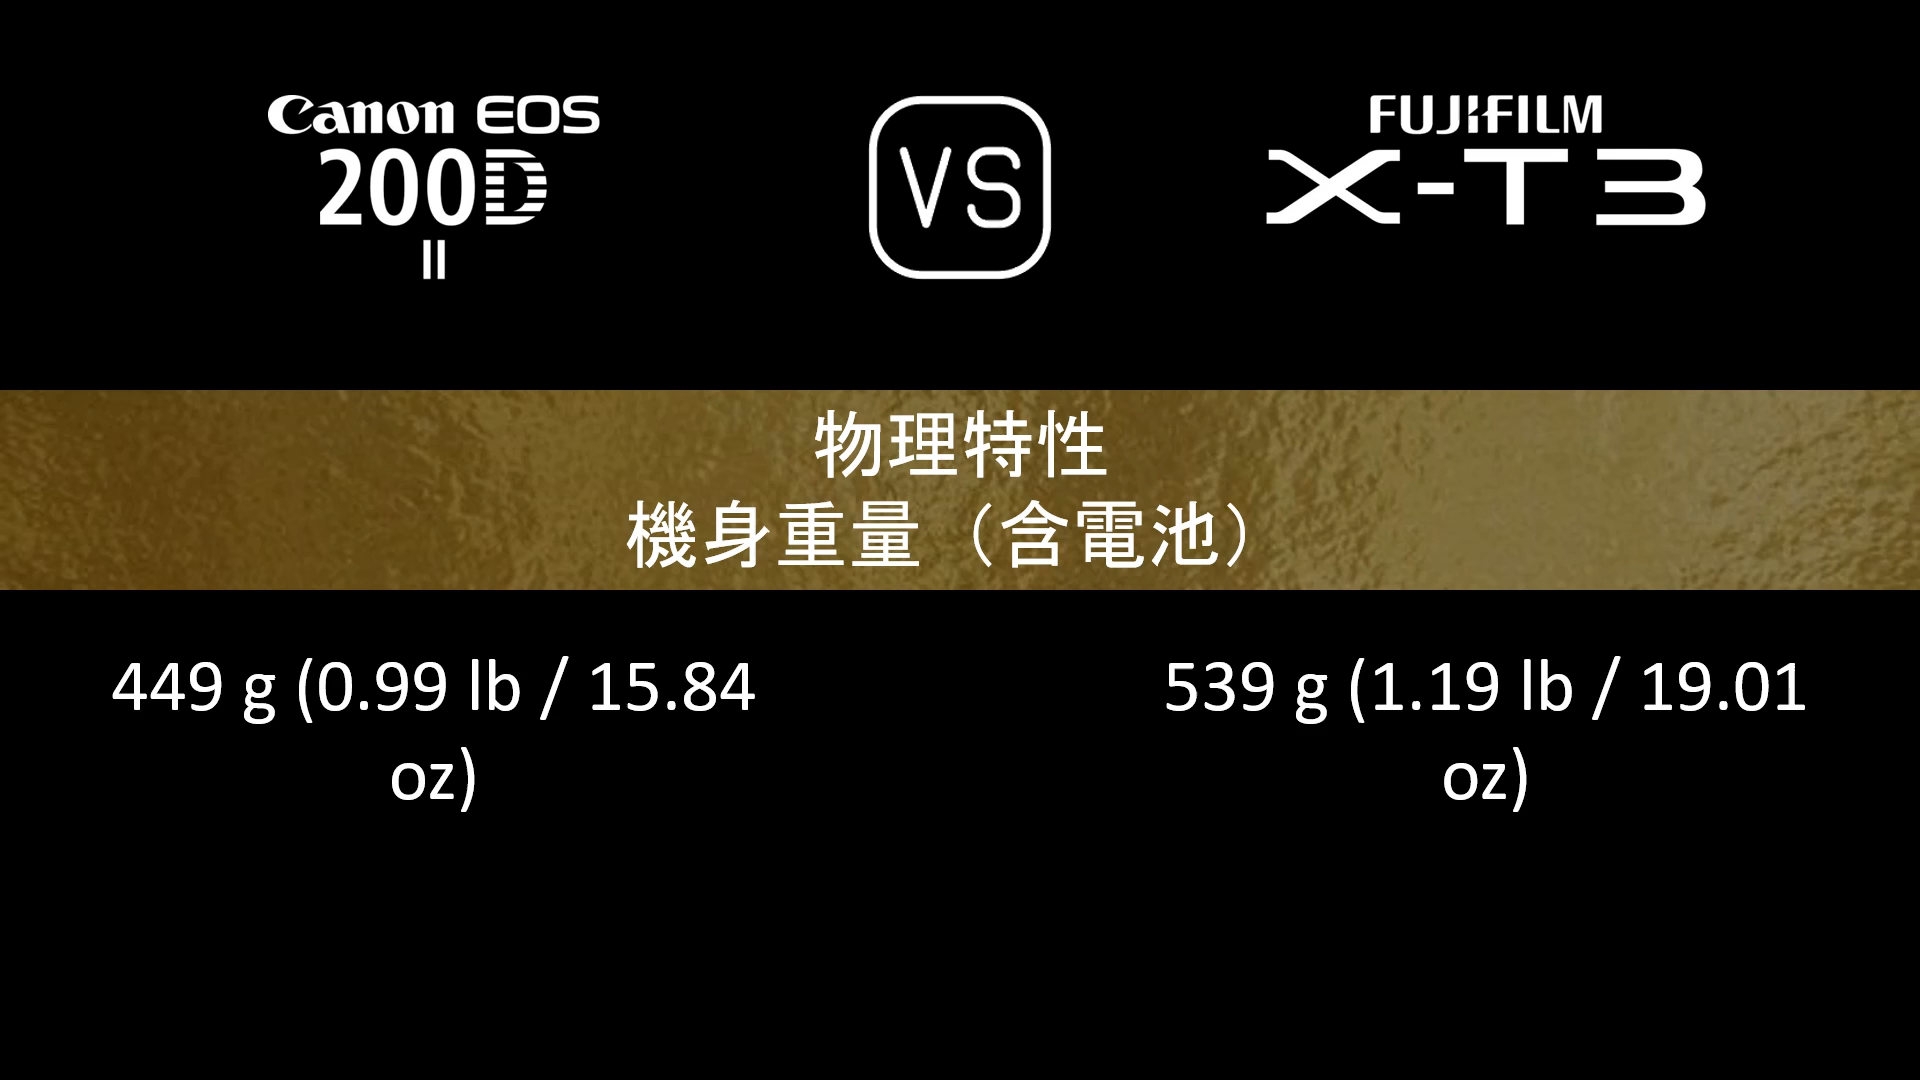 Canon EOS
200D
II
VS
FUJIFILM
X-T3
物理特性
機身重量（含電池）
449 g (0.99 lb / 15.84
oz)
539 g (1.19 lb / 19.01
oz)